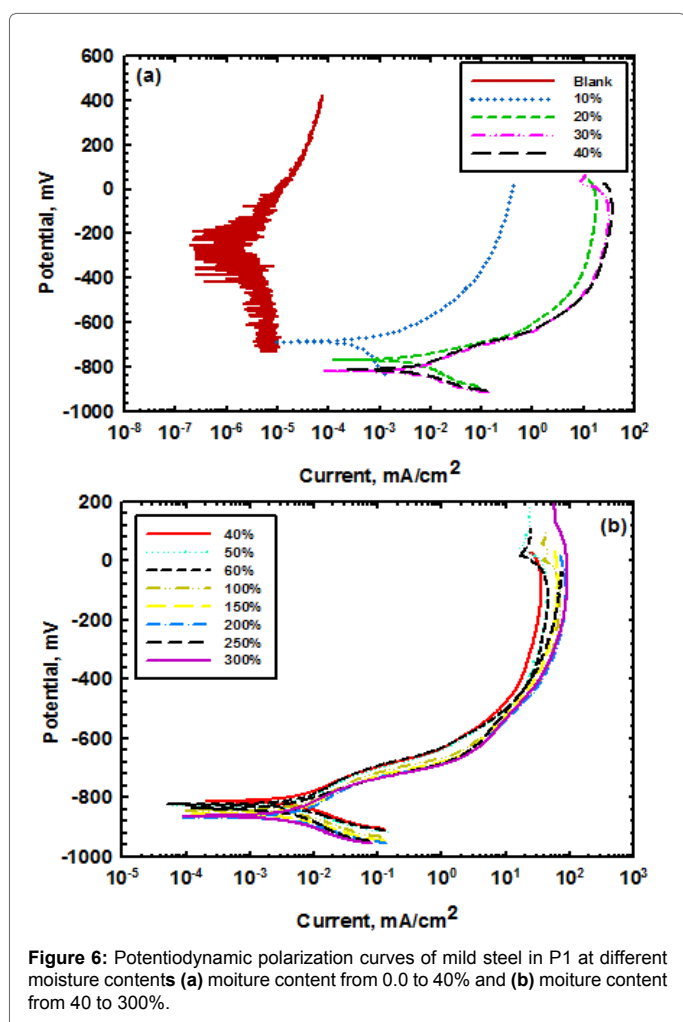 600
(a)
400
200
0
-200
-400
-600
-800
-1000
Potential, mV
Blank
10%
20%
30%
40%
10⁻⁸ 10⁻⁷ 10⁻⁶ 10⁻⁵ 10⁻⁴ 10⁻³ 10⁻² 10⁻¹ 10⁰ 10¹ 10²
Current, mA/cm²
200
(b)
0
-200
-400
-600
-800
-1000
Potential, mV
40%
50%
60%
100%
150%
200%
250%
300%
10⁻⁵ 10⁻⁴ 10⁻³ 10⁻² 10⁻¹ 10⁰ 10¹ 10² 10³
Current, mA/cm²
Figure 6: Potentiodynamic polarization curves of mild steel in P1 at different
moisture contents (a) moiture content from 0.0 to 40% and (b) moiture content
from 40 to 300%.